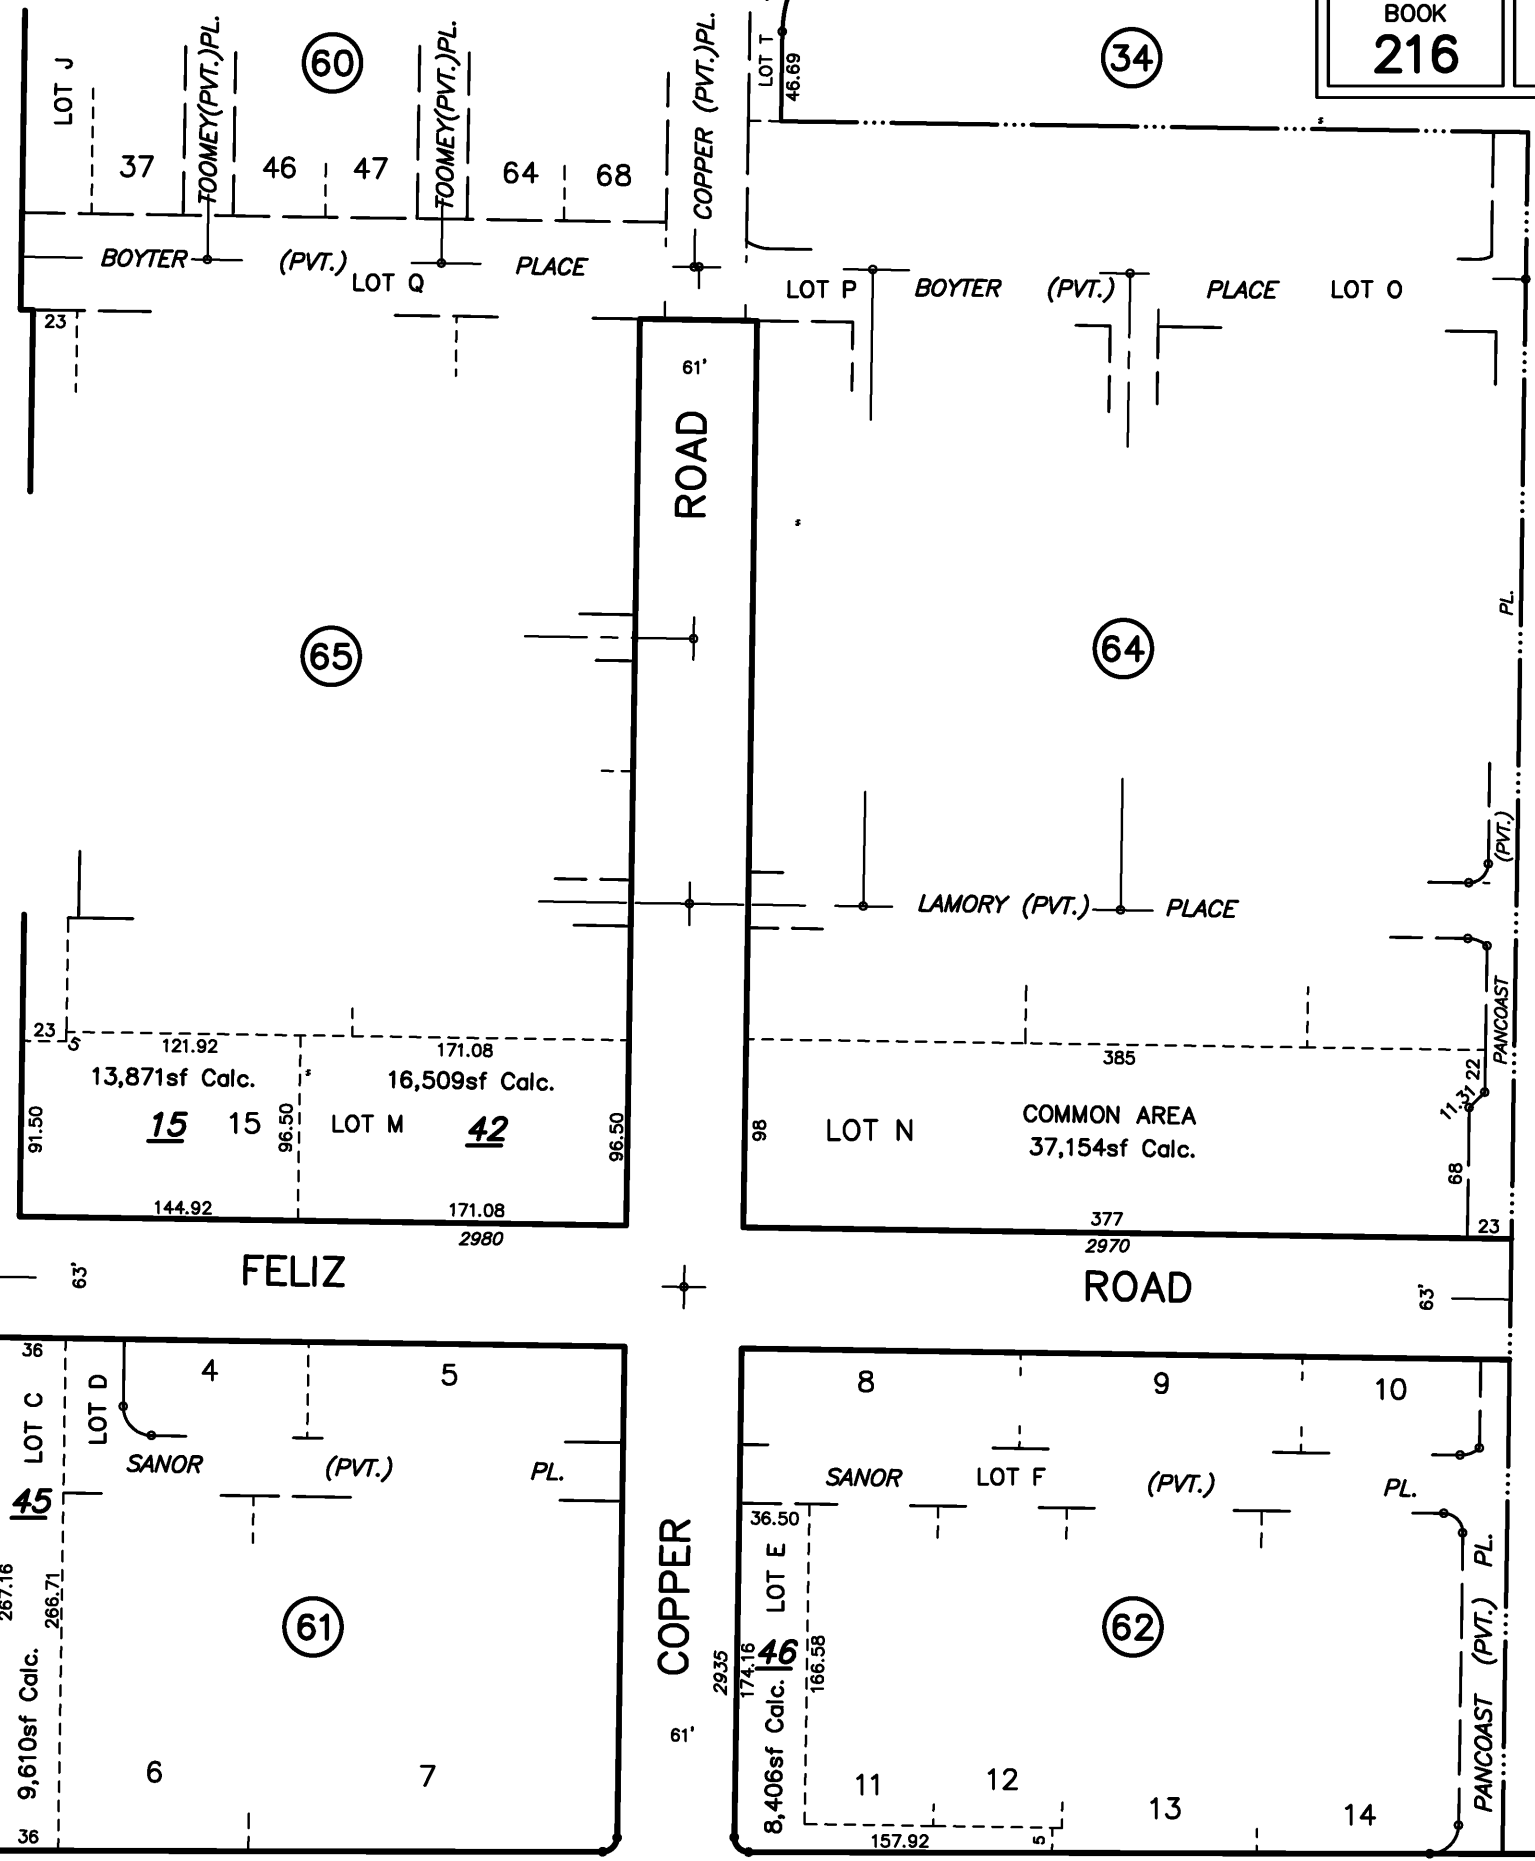 BOOK
216
60
34
LOT J
TOOMEY(PVT.)PL.
TOOMEY(PVT.)PL.
COPPER (PVT.)PL.
LOT T
46.69
37
46
47
64
68
BOYTER (PVT.) PLACE
LOT Q
LOT P BOYTER (PVT.) PLACE LOT O
23
61'
ROAD
65
64
PL.
(PVT.)
PANCOAST
LAMORY (PVT.) PLACE
23
5
121.92
171.08
385
13,871sf Calc.
16,509sf Calc.
22
11.31
91.50
15
15
96.50
LOT M
42
96.50
98
LOT N
COMMON AREA
37,154sf Calc.
68
144.92
171.08
377
23
2980
2970
63'
FELIZ
ROAD
63'
36
LOT C
LOT D
4
5
8
9
10
SANOR (PVT.) PL.
SANOR LOT F (PVT.) PL.
45
36.50
LOT E
267.16
266.71
9,610sf Calc.
61
COPPER
2935
174.16
46
166.58
8,406sf Calc.
62
PANCOAST (PVT.) PL.
61'
6
7
11
12
13
14
36
157.92
5